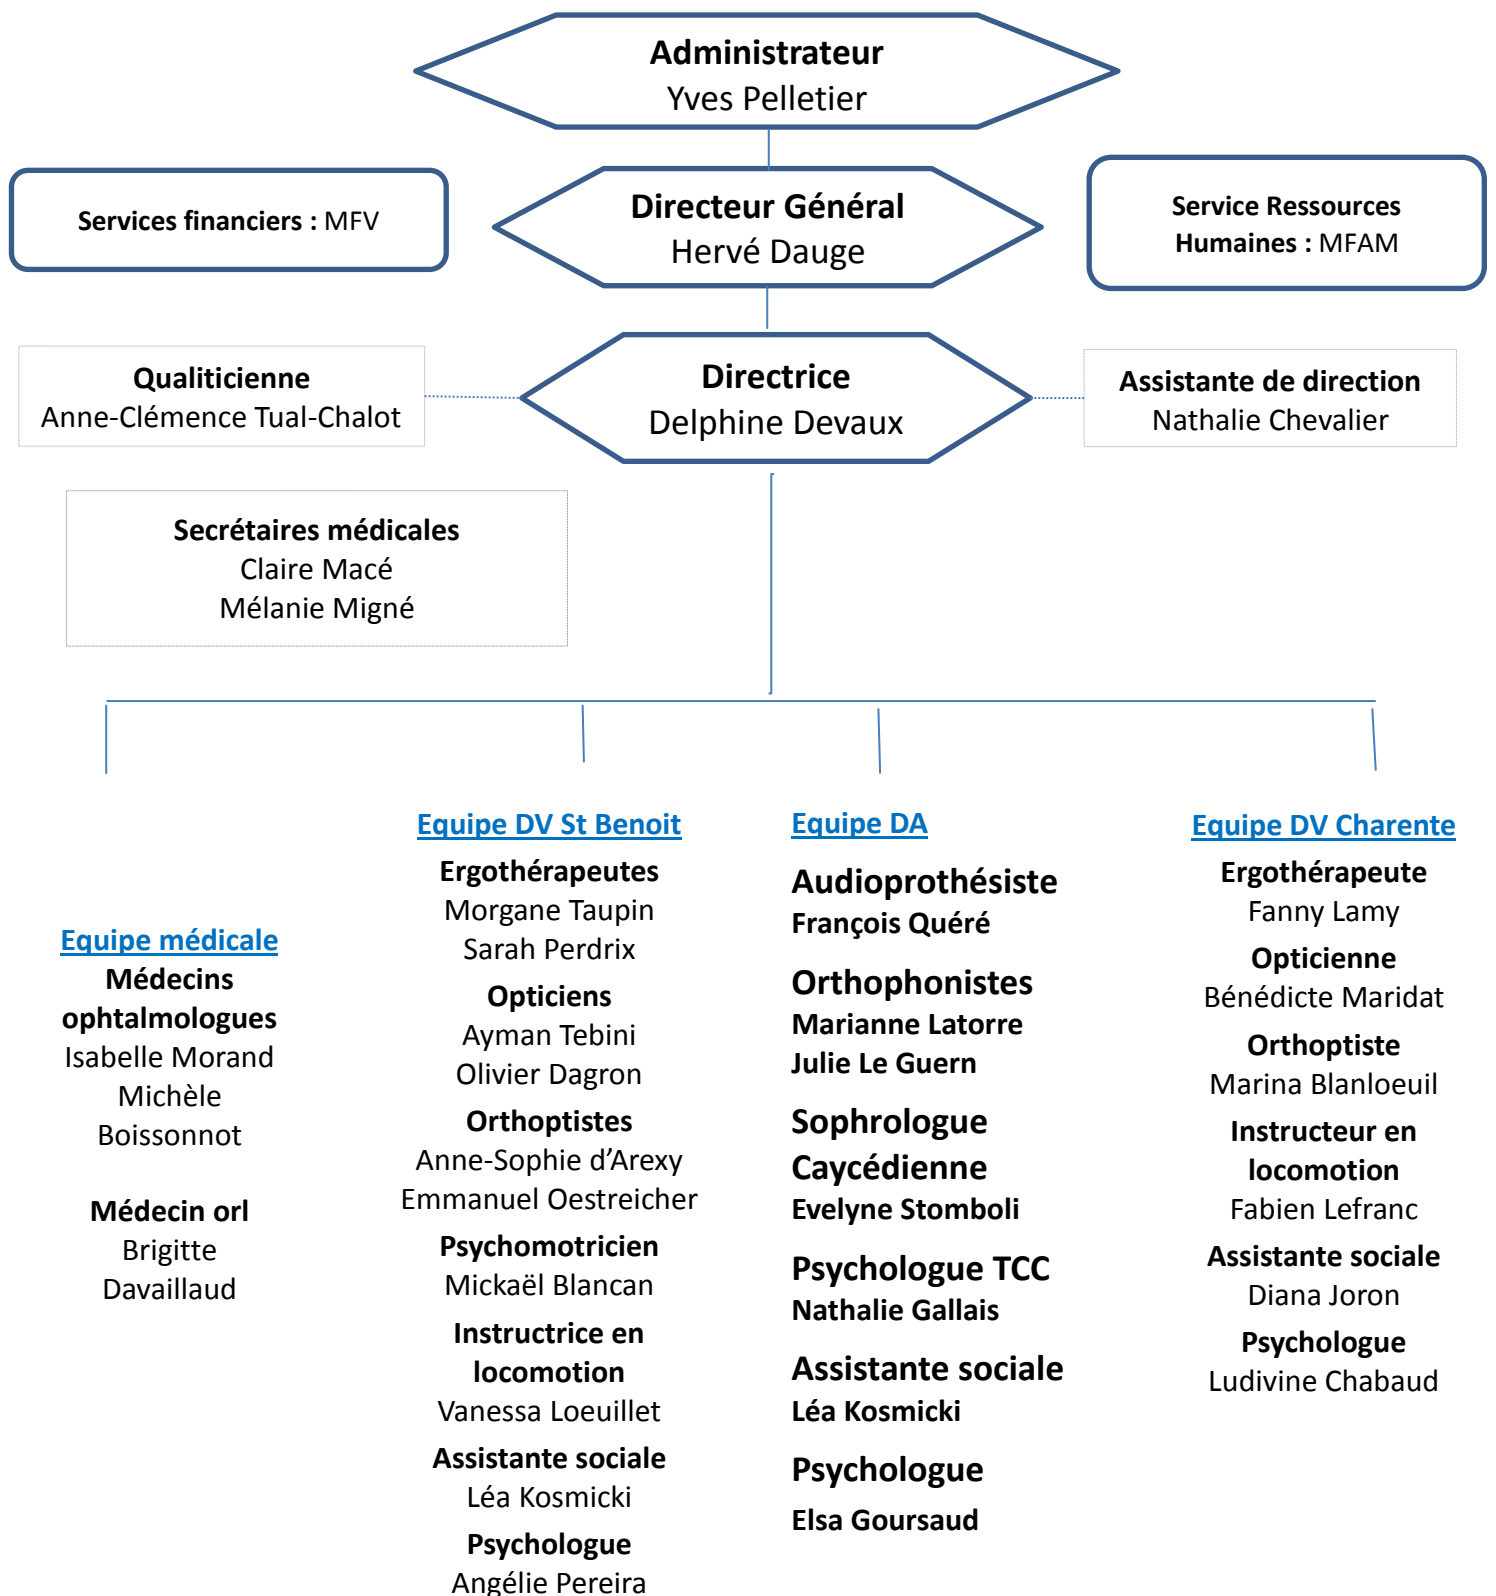 Administrateur
Yves Pelletier
Services financiers : MFV
Directeur Général
Hervé Dauge
Service Ressources
Humaines : MFAM
Qualiticienne
Anne-Clémence Tual-Chalot
Directrice
Delphine Devaux
Assistante de direction
Nathalie Chevalier
Secrétaires médicales
Claire Macé
Mélanie Migné
Equipe médicale
Médecins
ophtalmologues
Isabelle Morand
Michèle
Boissonnot
Médecin orl
Brigitte
Davaillaud
Equipe DV St Benoit
Ergothérapeutes
Morgane Taupin
Sarah Perdrix
Opticiens
Ayman Tebini
Olivier Dagron
Orthoptistes
Anne-Sophie d’Arexy
Emmanuel Oestreicher
Psychomotricien
Mickaël Blancan
Instructrice en
locomotion
Vanessa Loeuillet
Assistante sociale
Léa Kosmicki
Psychologue
Angélie Pereira
Equipe DA
Audioprothésiste
François Quéré
Orthophonistes
Marianne Latorre
Julie Le Guern
Sophrologue
Caycédienne
Evelyne Stomboli
Psychologue TCC
Nathalie Gallais
Assistante sociale
Léa Kosmicki
Psychologue
Elsa Goursaud
Equipe DV Charente
Ergothérapeute
Fanny Lamy
Opticienne
Bénédicte Maridat
Orthoptiste
Marina Blanloeuil
Instructeur en
locomotion
Fabien Lefranc
Assistante sociale
Diana Joron
Psychologue
Ludivine Chabaud